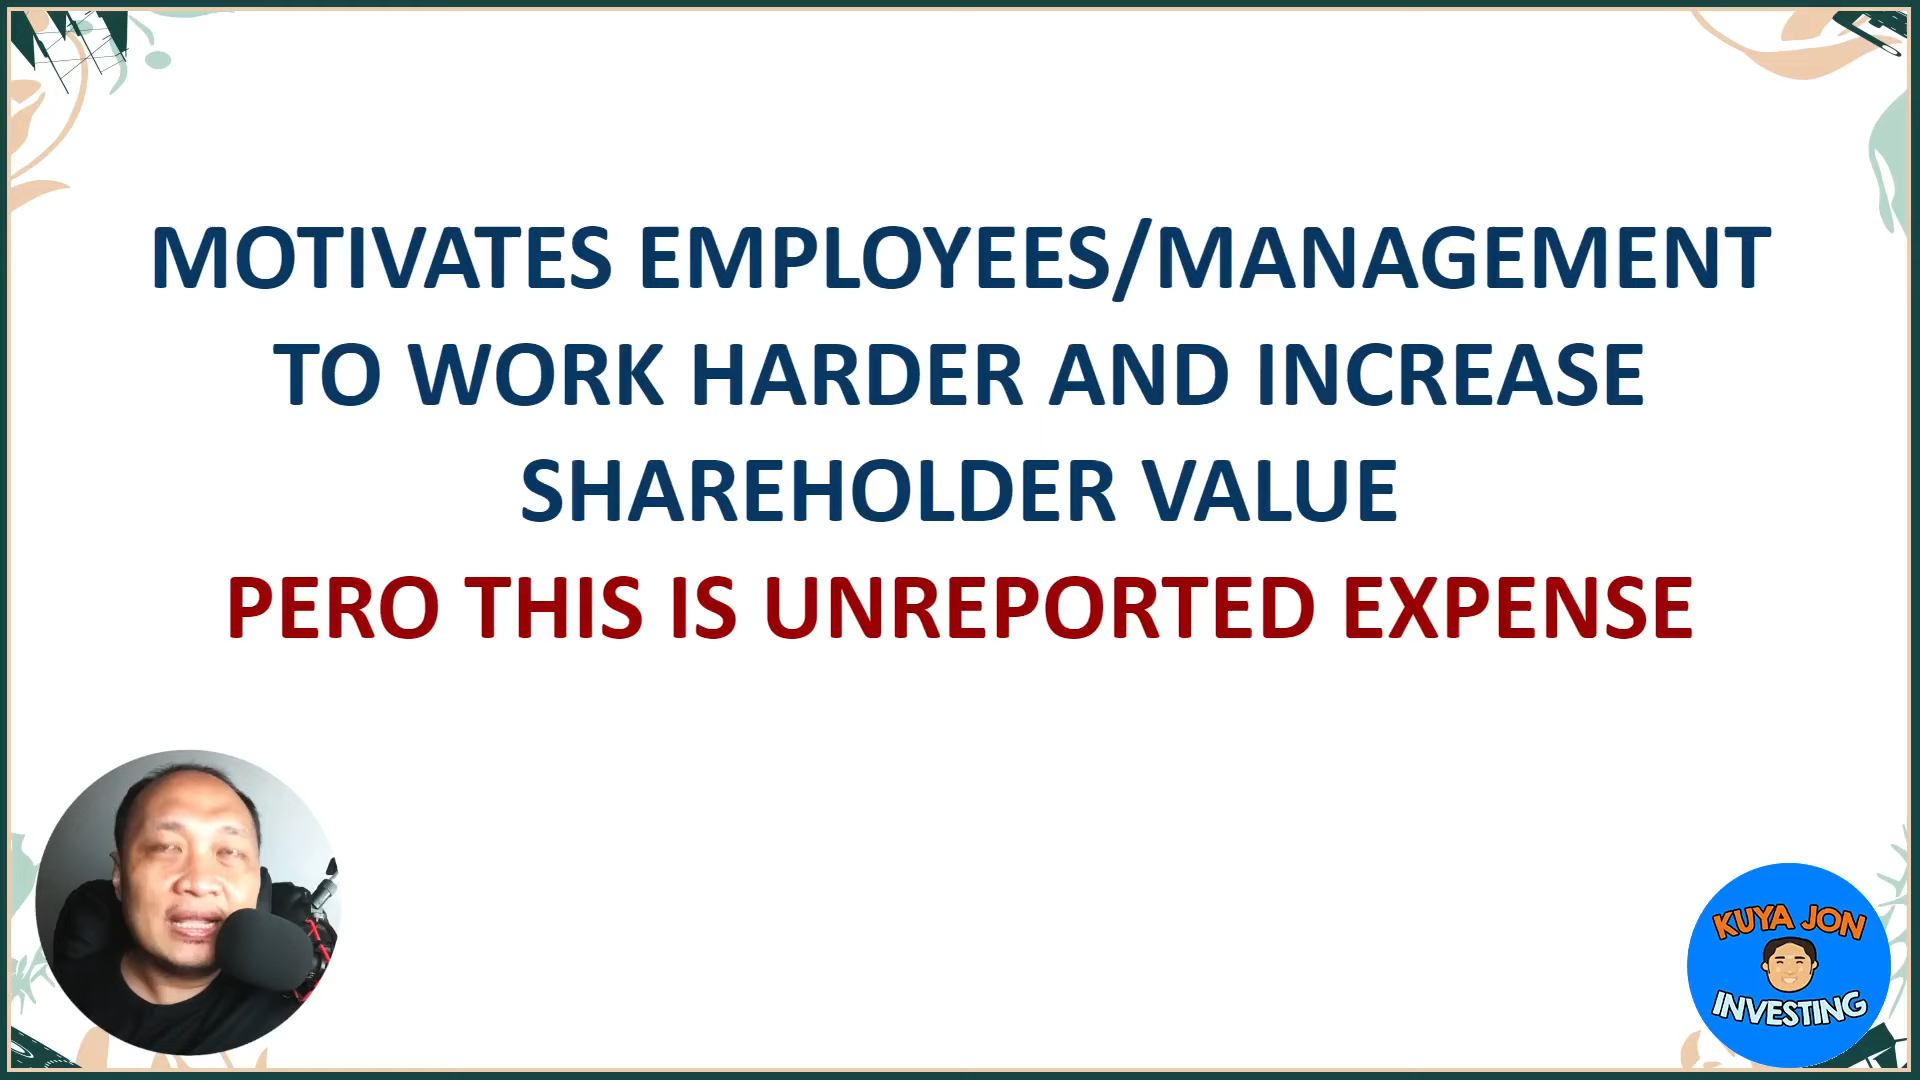 MOTIVATES EMPLOYEES/MANAGEMENT
TO WORK HARDER AND INCREASE
SHAREHOLDER VALUE
PERO THIS IS UNREPORTED EXPENSE
KUYA JON
INVESTING